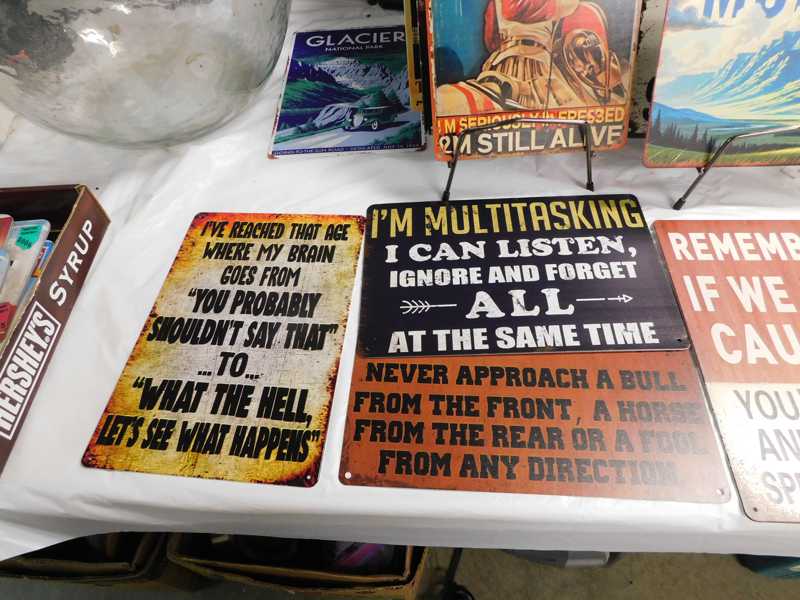 GLACIER
NATIONAL PARK
I'M SERIOUSLY
STILL ALIVE
HERSHEY'S
SYRUP
I'VE REACHED THAT AGE
WHERE MY BRAIN
GOES FROM
"YOU PROBABLY
SHOULDN'T SAY THAT"
...TO...
"WHAT THE HELL,
LET'S SEE WHAT HAPPENS"
I'M MULTITASKING
I CAN LISTEN,
IGNORE AND FORGET
ALL
AT THE SAME TIME
NEVER APPROACH A BULL
FROM THE FRONT, A HORSE
FROM THE REAR OR A FOOL
FROM ANY DIRECTION
REMEMB
IF WE
CAU
YOU
AN
SP